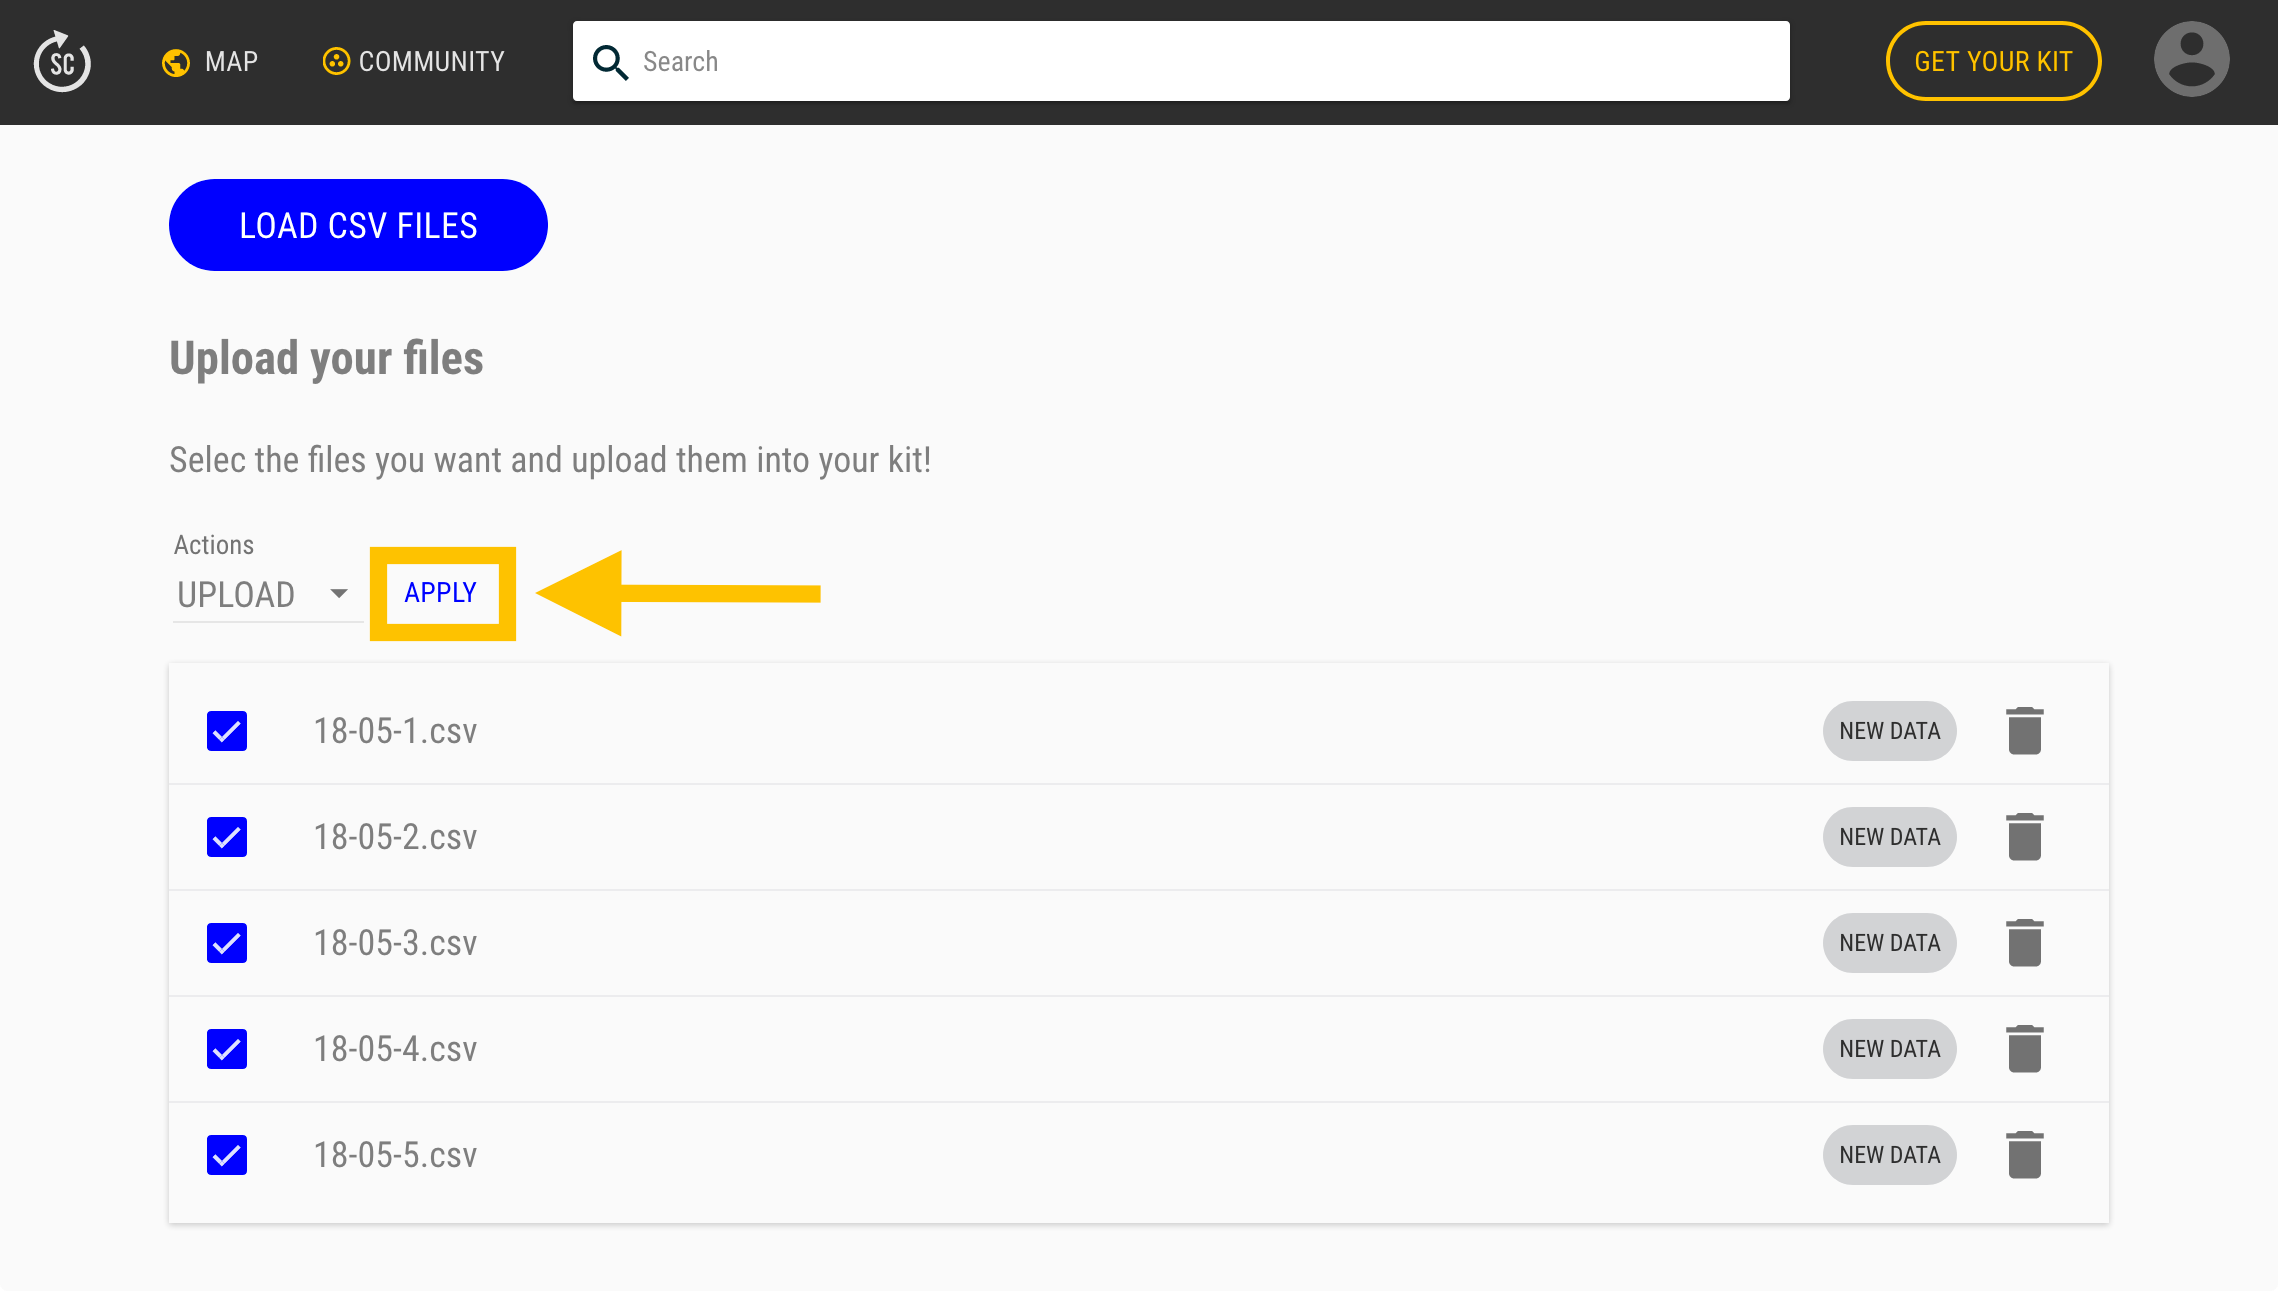 SC MAP COMMUNITY Search GET YOUR KIT
LOAD CSV FILES
Upload your files
Selec the files you want and upload them into your kit!
Actions
UPLOAD APPLY
18-05-1.csv NEW DATA
18-05-2.csv NEW DATA
18-05-3.csv NEW DATA
18-05-4.csv NEW DATA
18-05-5.csv NEW DATA